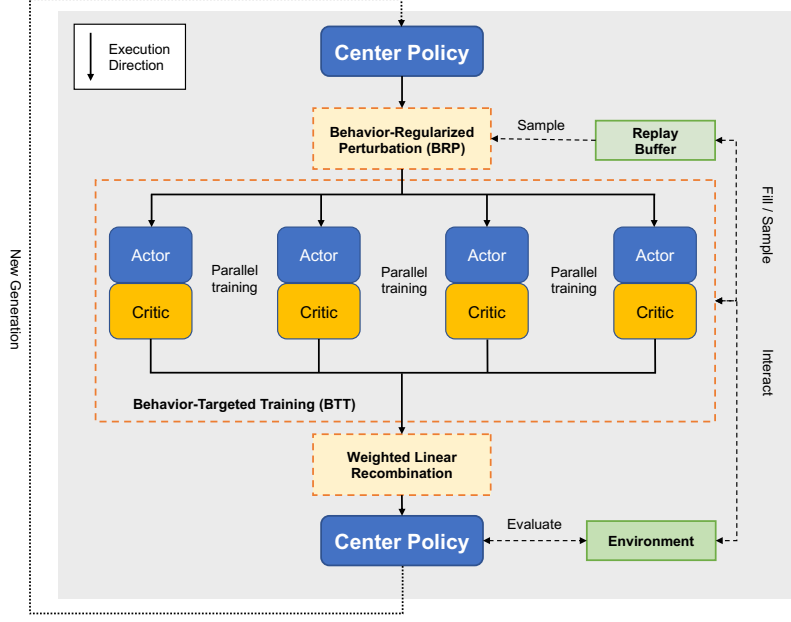 Center Policy
Execution
Direction
Behavior-Regularized
Perturbation (BRP)
Sample
Replay
Buffer
Fill / Sample
New Generation
Actor
Critic
Parallel
training
Actor
Critic
Parallel
training
Actor
Critic
Parallel
training
Actor
Critic
Interact
Behavior-Targeted Training (BTT)
Weighted Linear
Recombination
Center Policy
Evaluate
Environment